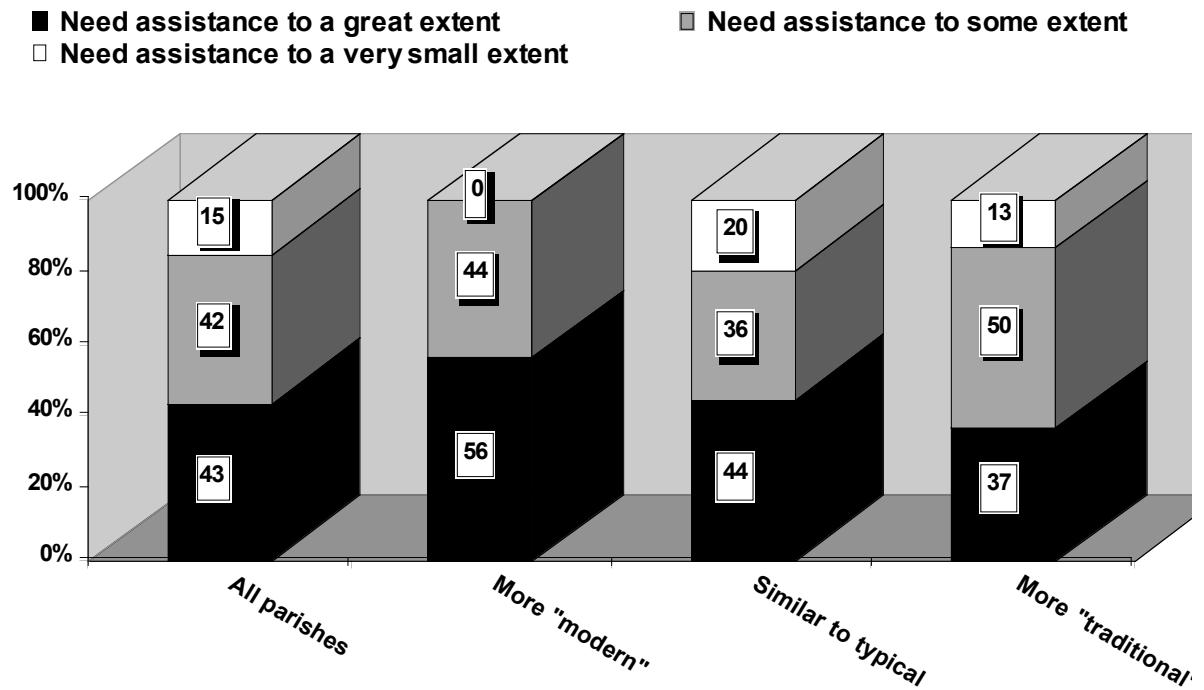 Need assistance to a great extent
Need assistance to some extent
Need assistance to a very small extent
100%
80%
60%
40%
20%
0%
15
42
43
0
44
56
20
36
44
13
50
37
All parishes
More "modern"
Similar to typical
More "traditional"